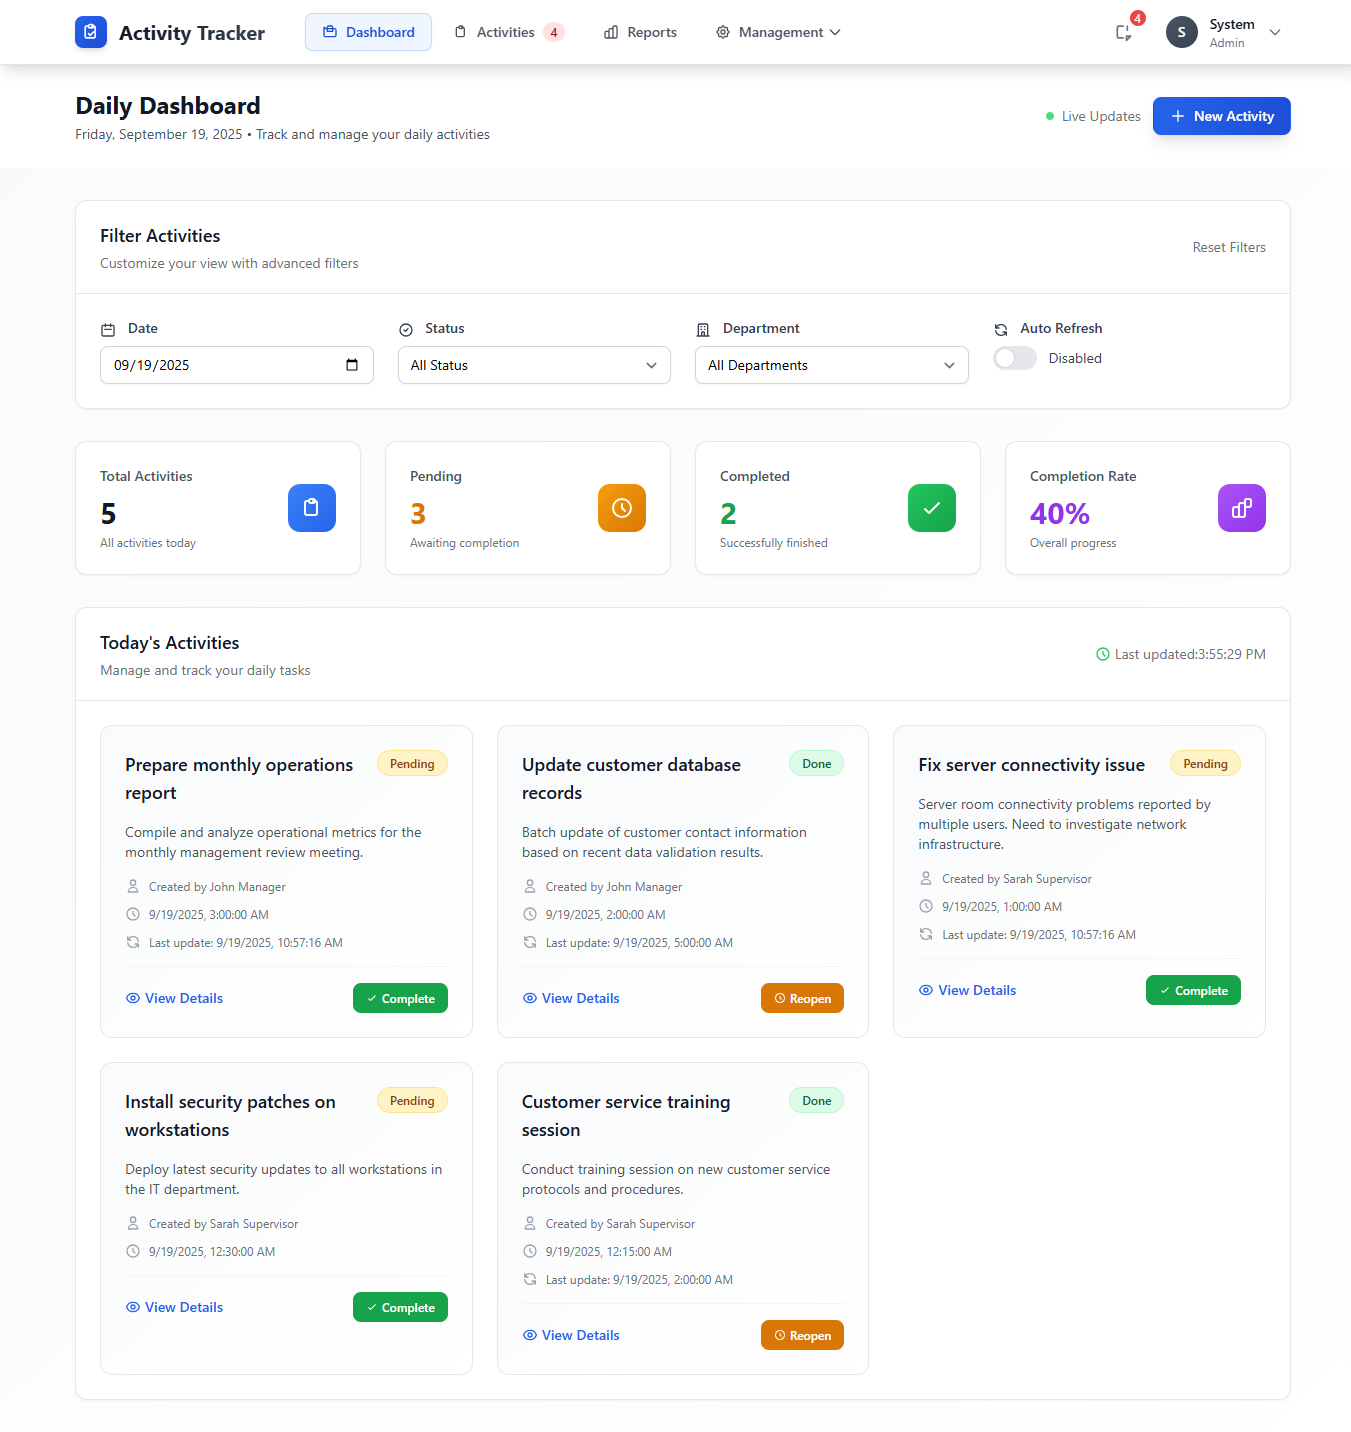 Activity Tracker
Dashboard
Activities 4
Reports
Management
4
S
System
Admin
Daily Dashboard
Friday, September 19, 2025 • Track and manage your daily activities
Live Updates
New Activity
Filter Activities
Customize your view with advanced filters
Reset Filters
Date
Status
Department
Auto Refresh
09/19/2025
All Status
All Departments
Disabled
Total Activities
5
All activities today
Pending
3
Awaiting completion
Completed
2
Successfully finished
Completion Rate
40%
Overall progress
Today's Activities
Manage and track your daily tasks
Last updated:3:55:29 PM
Prepare monthly operations
report
Pending
Compile and analyze operational metrics for the
monthly management review meeting.
Created by John Manager
9/19/2025, 3:00:00 AM
Last update: 9/19/2025, 10:57:16 AM
View Details
Complete
Update customer database
records
Done
Batch update of customer contact information
based on recent data validation results.
Created by John Manager
9/19/2025, 2:00:00 AM
Last update: 9/19/2025, 5:00:00 AM
View Details
Reopen
Fix server connectivity issue
Pending
Server room connectivity problems reported by
multiple users. Need to investigate network
infrastructure.
Created by Sarah Supervisor
9/19/2025, 1:00:00 AM
Last update: 9/19/2025, 10:57:16 AM
View Details
Complete
Install security patches on
workstations
Pending
Deploy latest security updates to all workstations in
the IT department.
Created by Sarah Supervisor
9/19/2025, 12:30:00 AM
View Details
Complete
Customer service training
session
Done
Conduct training session on new customer service
protocols and procedures.
Created by Sarah Supervisor
9/19/2025, 12:15:00 AM
Last update: 9/19/2025, 2:00:00 AM
View Details
Reopen